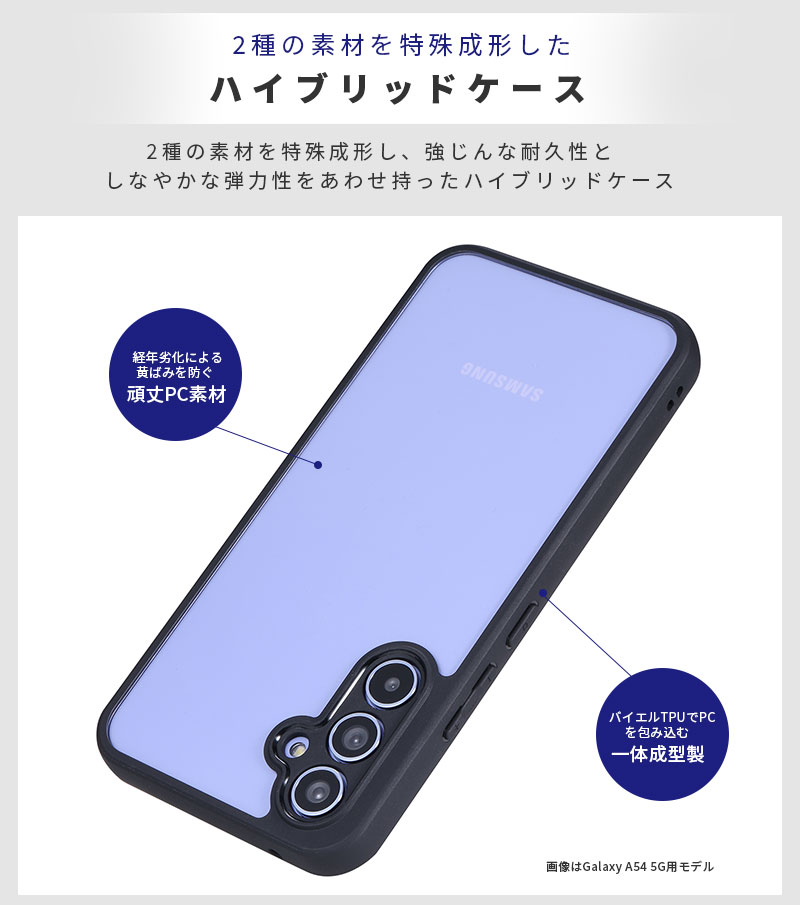 2種の素材を特殊成形した
ハイブリッドケース
2種の素材を特殊成形し、強じんな耐久性と
しなやかな弾力性をあわせ持ったハイブリッドケース
経年劣化による
黄ばみを防ぐ
頑丈PC素材
SAMSUNG
バイエルTPUでPC
を包み込む
一体成型製
画像はGalaxy A54 5G用モデル